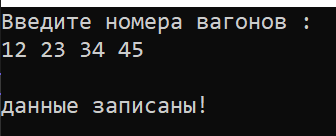 Введите номера вагонов :
12 23 34 45
данные записаны!